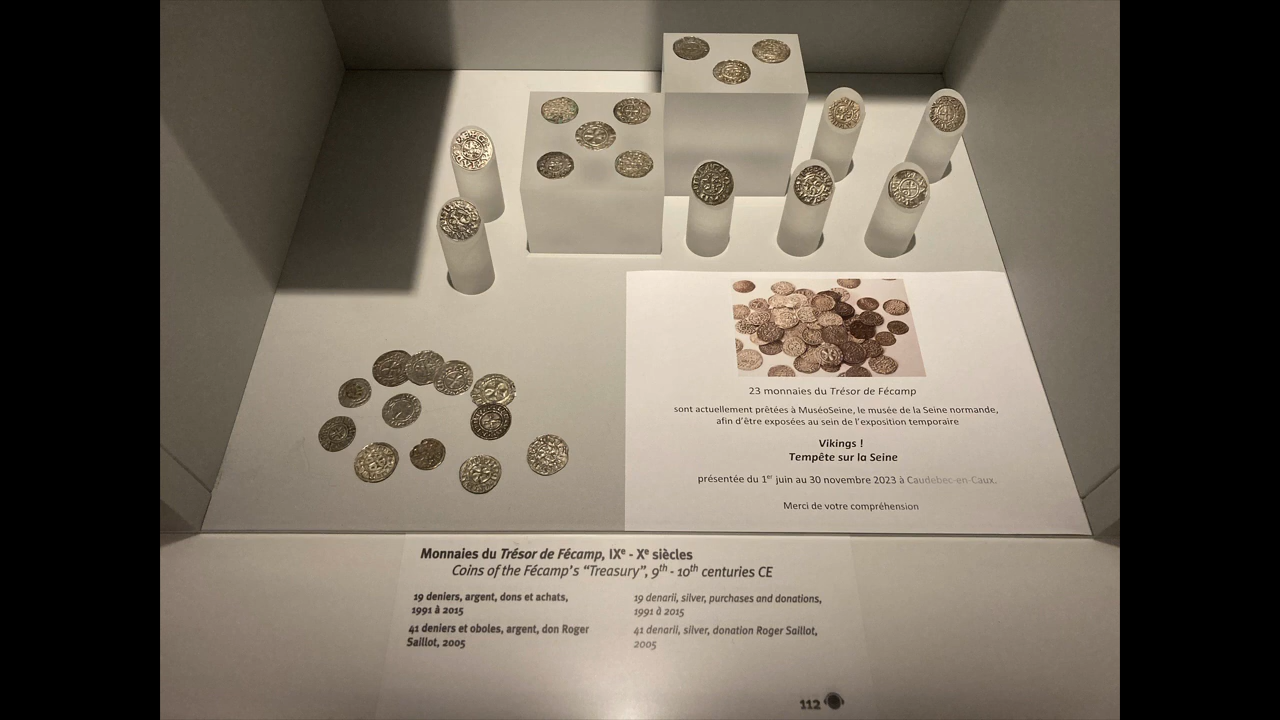 23 monnaies du Trésor de Fécamp
sont actuellement prêtées à MuséoSeine, le musée de la Seine normande,
afin d'être exposées au sein de l'exposition temporaire
Vikings !
Tempête sur la Seine
présentée du 1er juin au 30 novembre 2023 à Caudebec-en-Caux.
Merci de votre compréhension
Monnaies du Trésor de Fécamp, IXe - Xe siècles
Coins of the Fécamp's "Treasury", 9th - 10th centuries CE
19 deniers, argent, dons et achats,
1991 à 2015
41 deniers et oboles, argent, don Roger
Saillot, 2005
19 denarii, silver, purchases and donations,
1991 à 2015
41 denarii, silver, donation Roger Saillot,
2005
112